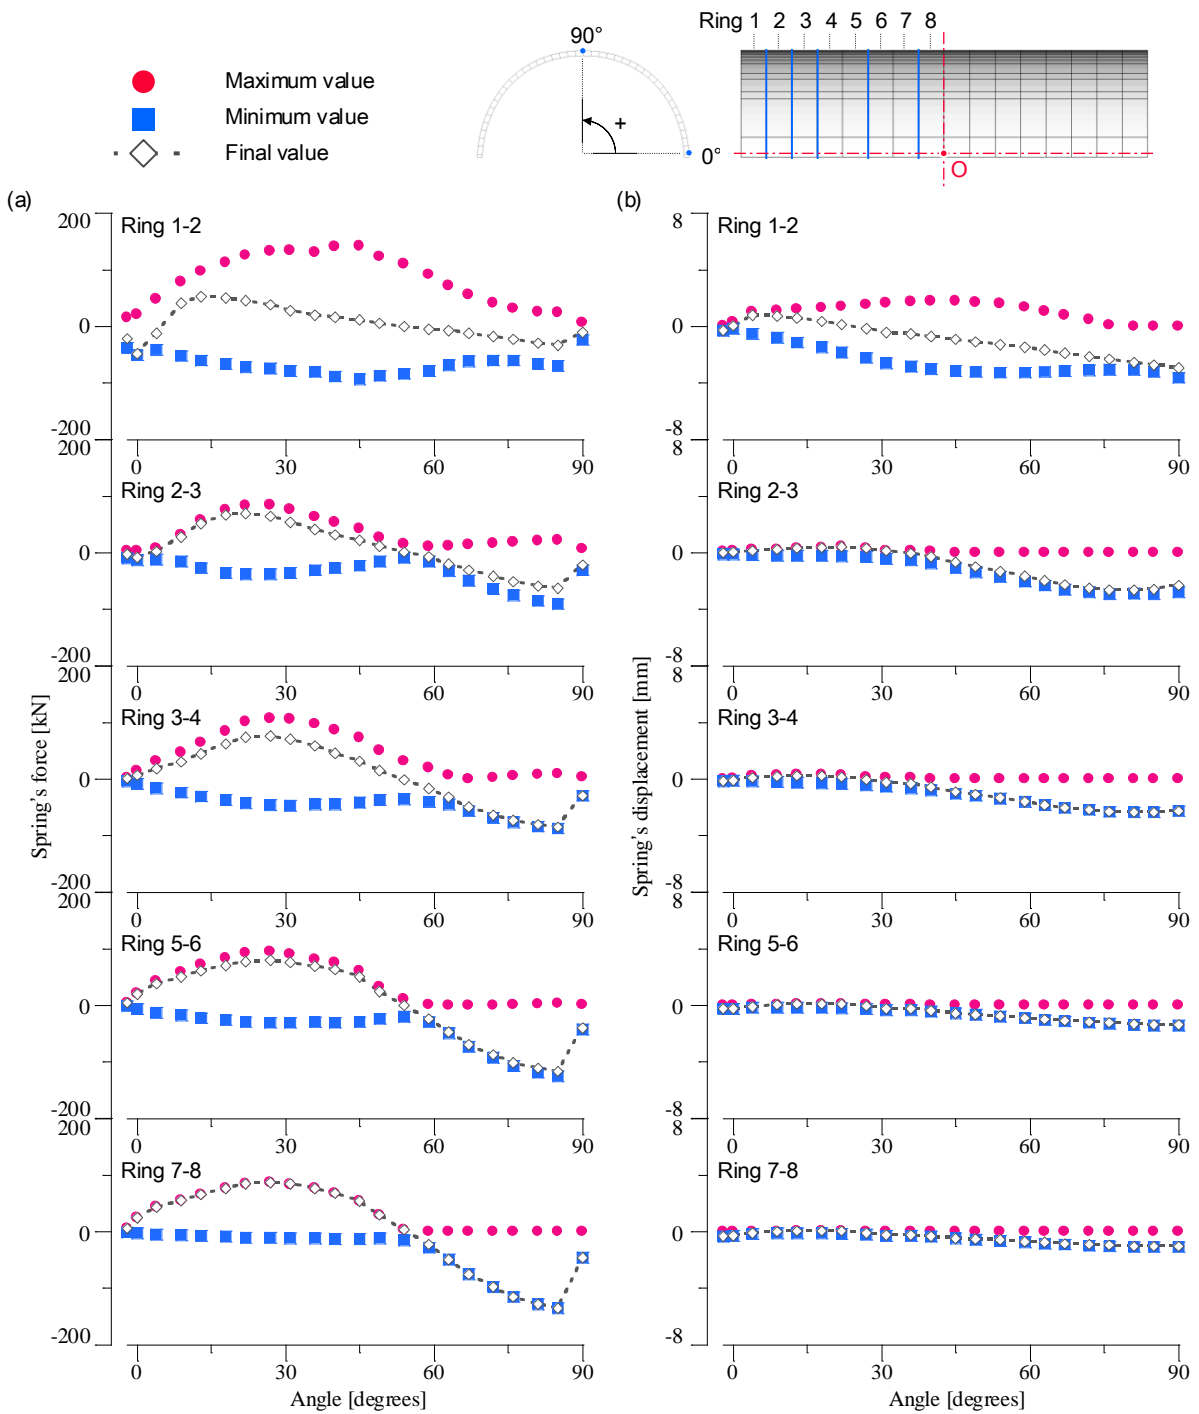 Ring 1 2 3 4 5 6 7 8
90°
Maximum value
Minimum value
Final value
+
0°
O
(a)
(b)
200
Ring 1-2
0
-200
8
Ring 1-2
0
-8
0 30 60 90
0 30 60 90
200
Ring 2-3
0
-200
8
Ring 2-3
0
-8
0 30 60 90
0 30 60 90
200
Ring 3-4
0
-200
8
Ring 3-4
0
-8
0 30 60 90
0 30 60 90
Spring's force [kN]
Spring's displacement [mm]
200
Ring 5-6
0
-200
8
Ring 5-6
0
-8
0 30 60 90
0 30 60 90
200
Ring 7-8
0
-200
8
Ring 7-8
0
-8
0 30 60 90
0 30 60 90
Angle [degrees]
Angle [degrees]